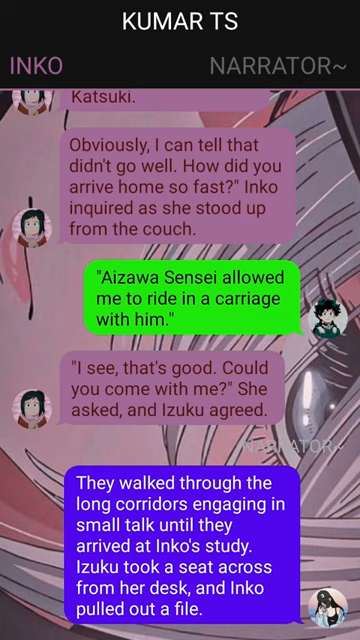 KUMAR TS
INKO
NARRATOR~
Katsuki.
Obviously, I can tell that
didn't go well. How did you
arrive home so fast?" Inko
inquired as she stood up
from the couch.
"Aizawa Sensei allowed
me to ride in a carriage
with him."
"I see, that's good. Could
you come with me?" She
asked, and Izuku agreed.
NARRATOR~
They walked through the
long corridors engaging in
small talk until they
arrived at Inko's study.
Izuku took a seat across
from her desk, and Inko
pulled out a file.